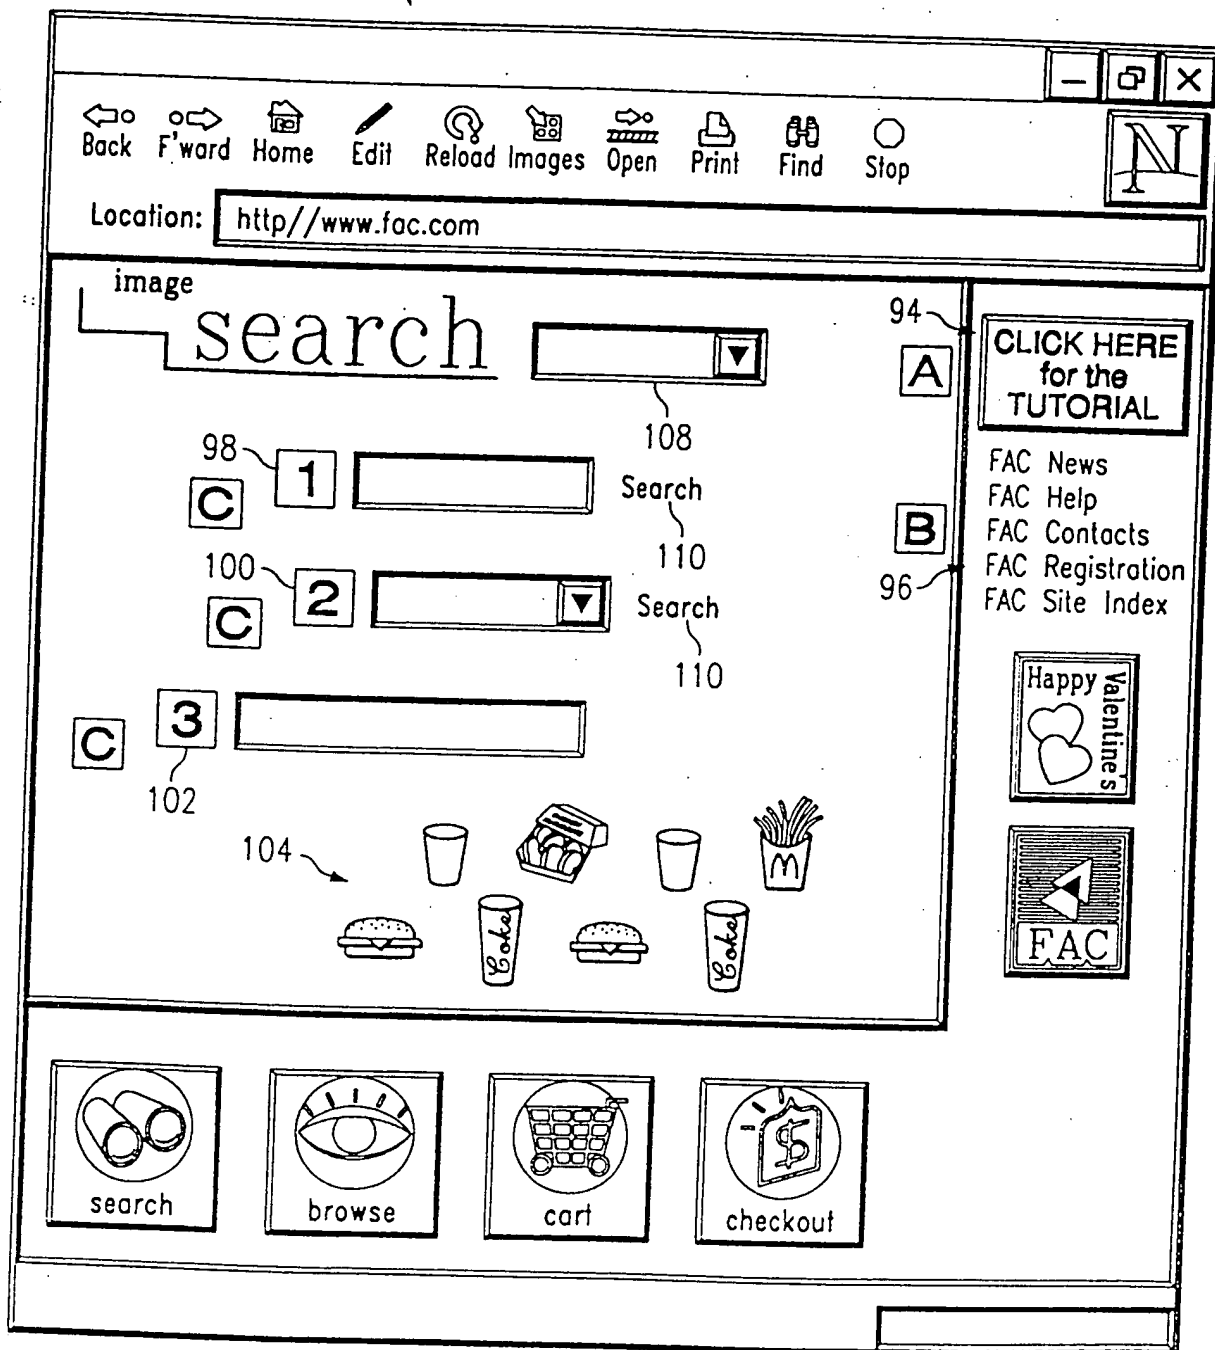 Back F'ward Home Edit Reload Images Open Print Find Stop
N
Location: http//www.fac.com
image
search
108
94
A
CLICK HERE
for the
TUTORIAL
98
1
C
Search
110
FAC News
FAC Help
FAC Contacts
FAC Registration
FAC Site Index
B
96
100
2
C
Search
110
3
C
102
Happy
Valentine's
104
M
Coke
Coke
FAC
search
browse
$
cart
checkout